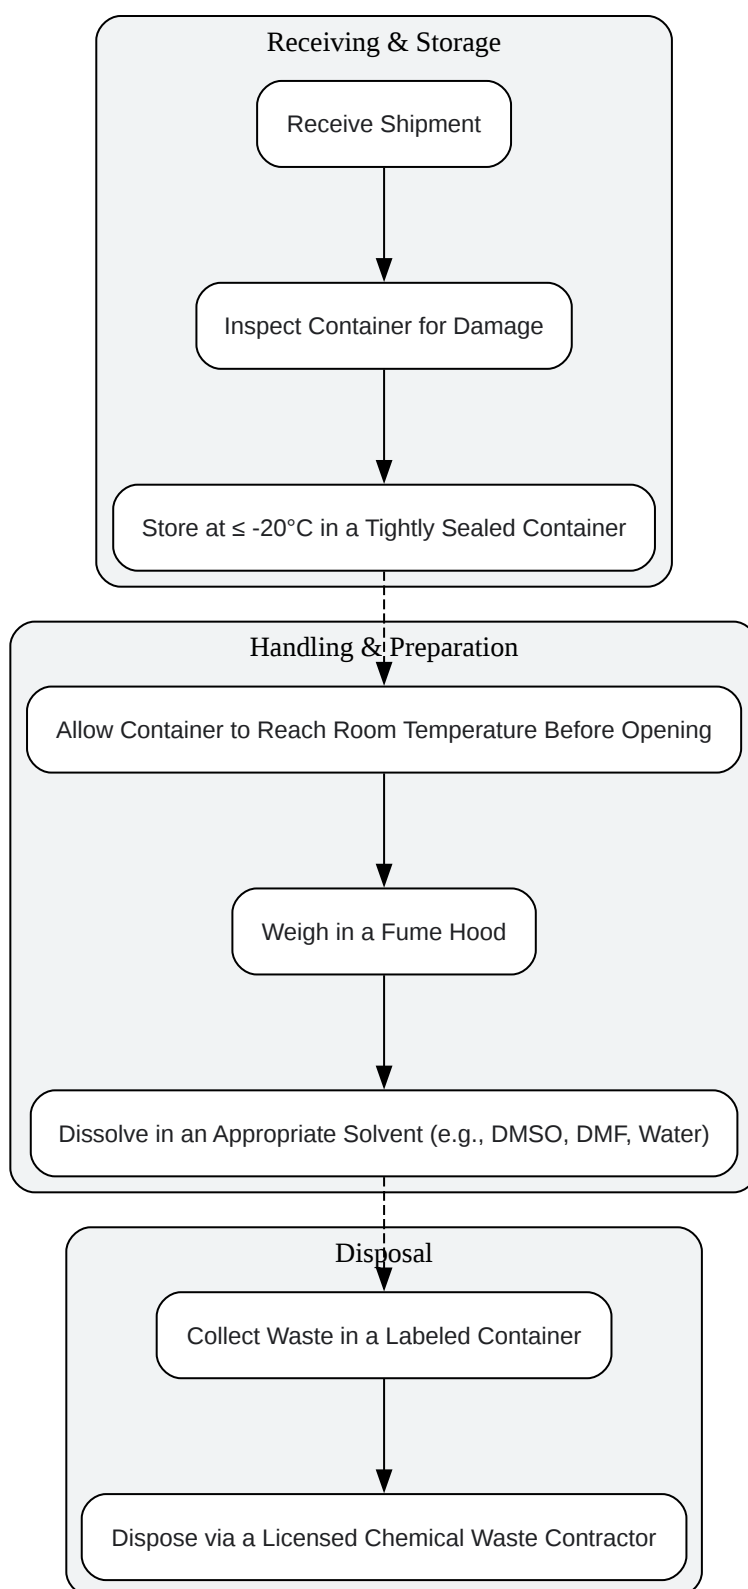 Receiving & Storage
Receive Shipment
Inspect Container for Damage
Store at ≤ -20°C in a Tightly Sealed Container
Handling & Preparation
Allow Container to Reach Room Temperature Before Opening
Weigh in a Fume Hood
Dissolve in an Appropriate Solvent (e.g., DMSO, DMF, Water)
Disposal
Collect Waste in a Labeled Container
Dispose via a Licensed Chemical Waste Contractor